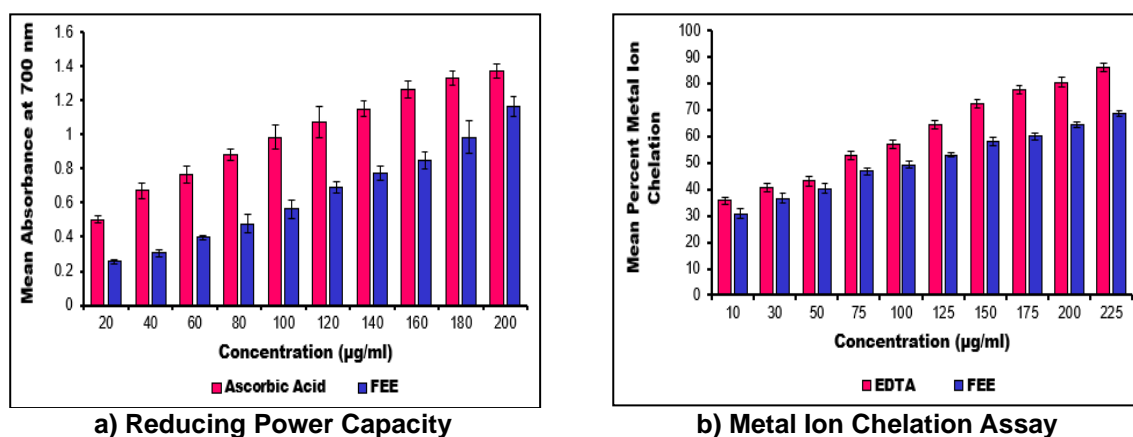 Mean Absorbance at 700 nm
1.6
1.4
1.2
1
0.8
0.6
0.4
0.2
0
20 40 60 80 100 120 140 160 180 200
Concentration (µg/ml)
Ascorbic Acid FEE
a) Reducing Power Capacity
Mean Percent Metal Ion
Chelation
100
90
80
70
60
50
40
30
20
10
0
10 30 50 75 100 125 150 175 200 225
Concentration (µg/ml)
EDTA FEE
b) Metal Ion Chelation Assay